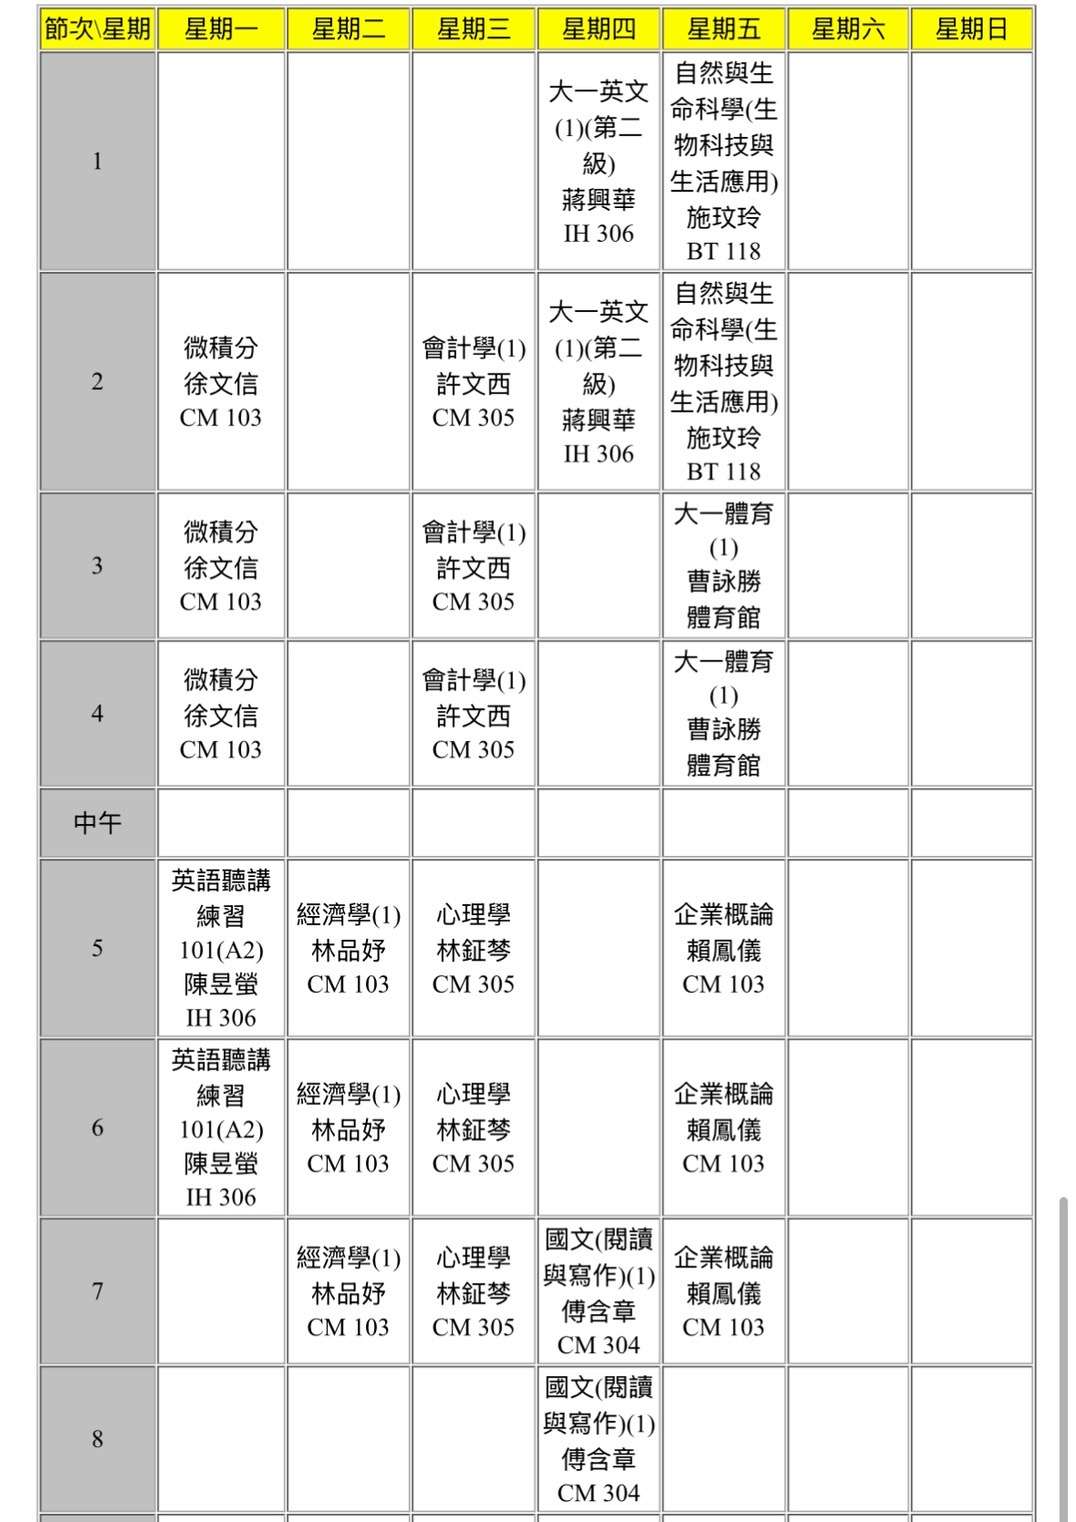 節次\星期 星期一 星期二 星期三 星期四 星期五 星期六 星期日
1
大一英文
(1)(第二
級)
蔣興華
IH 306
自然與生
命科學(生
物科技與
生活應用)
施玟玲
BT 118
2
微積分
徐文信
CM 103
會計學(1)
許文西
CM 305
大一英文
(1)(第二
級)
蔣興華
IH 306
自然與生
命科學(生
物科技與
生活應用)
施玟玲
BT 118
3
微積分
徐文信
CM 103
會計學(1)
許文西
CM 305
大一體育
(1)
曹詠勝
體育館
4
微積分
徐文信
CM 103
會計學(1)
許文西
CM 305
大一體育
(1)
曹詠勝
體育館
中午
5
英語聽講
練習
101(A2)
陳昱螢
IH 306
經濟學(1)
林品妤
CM 103
心理學
林鉦棽
CM 305
企業概論
賴鳳儀
CM 103
6
英語聽講
練習
101(A2)
陳昱螢
IH 306
經濟學(1)
林品妤
CM 103
心理學
林鉦棽
CM 305
企業概論
賴鳳儀
CM 103
7
經濟學(1)
林品妤
CM 103
心理學
林鉦棽
CM 305
國文(閱讀
與寫作)(1)
傅含章
CM 304
企業概論
賴鳳儀
CM 103
8
國文(閱讀
與寫作)(1)
傅含章
CM 304